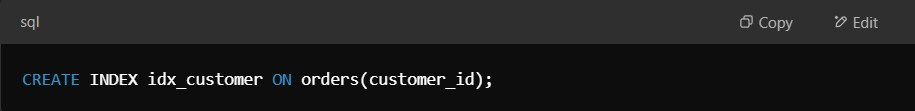 sql Copy Edit
CREATE INDEX idx_customer ON orders(customer_id);